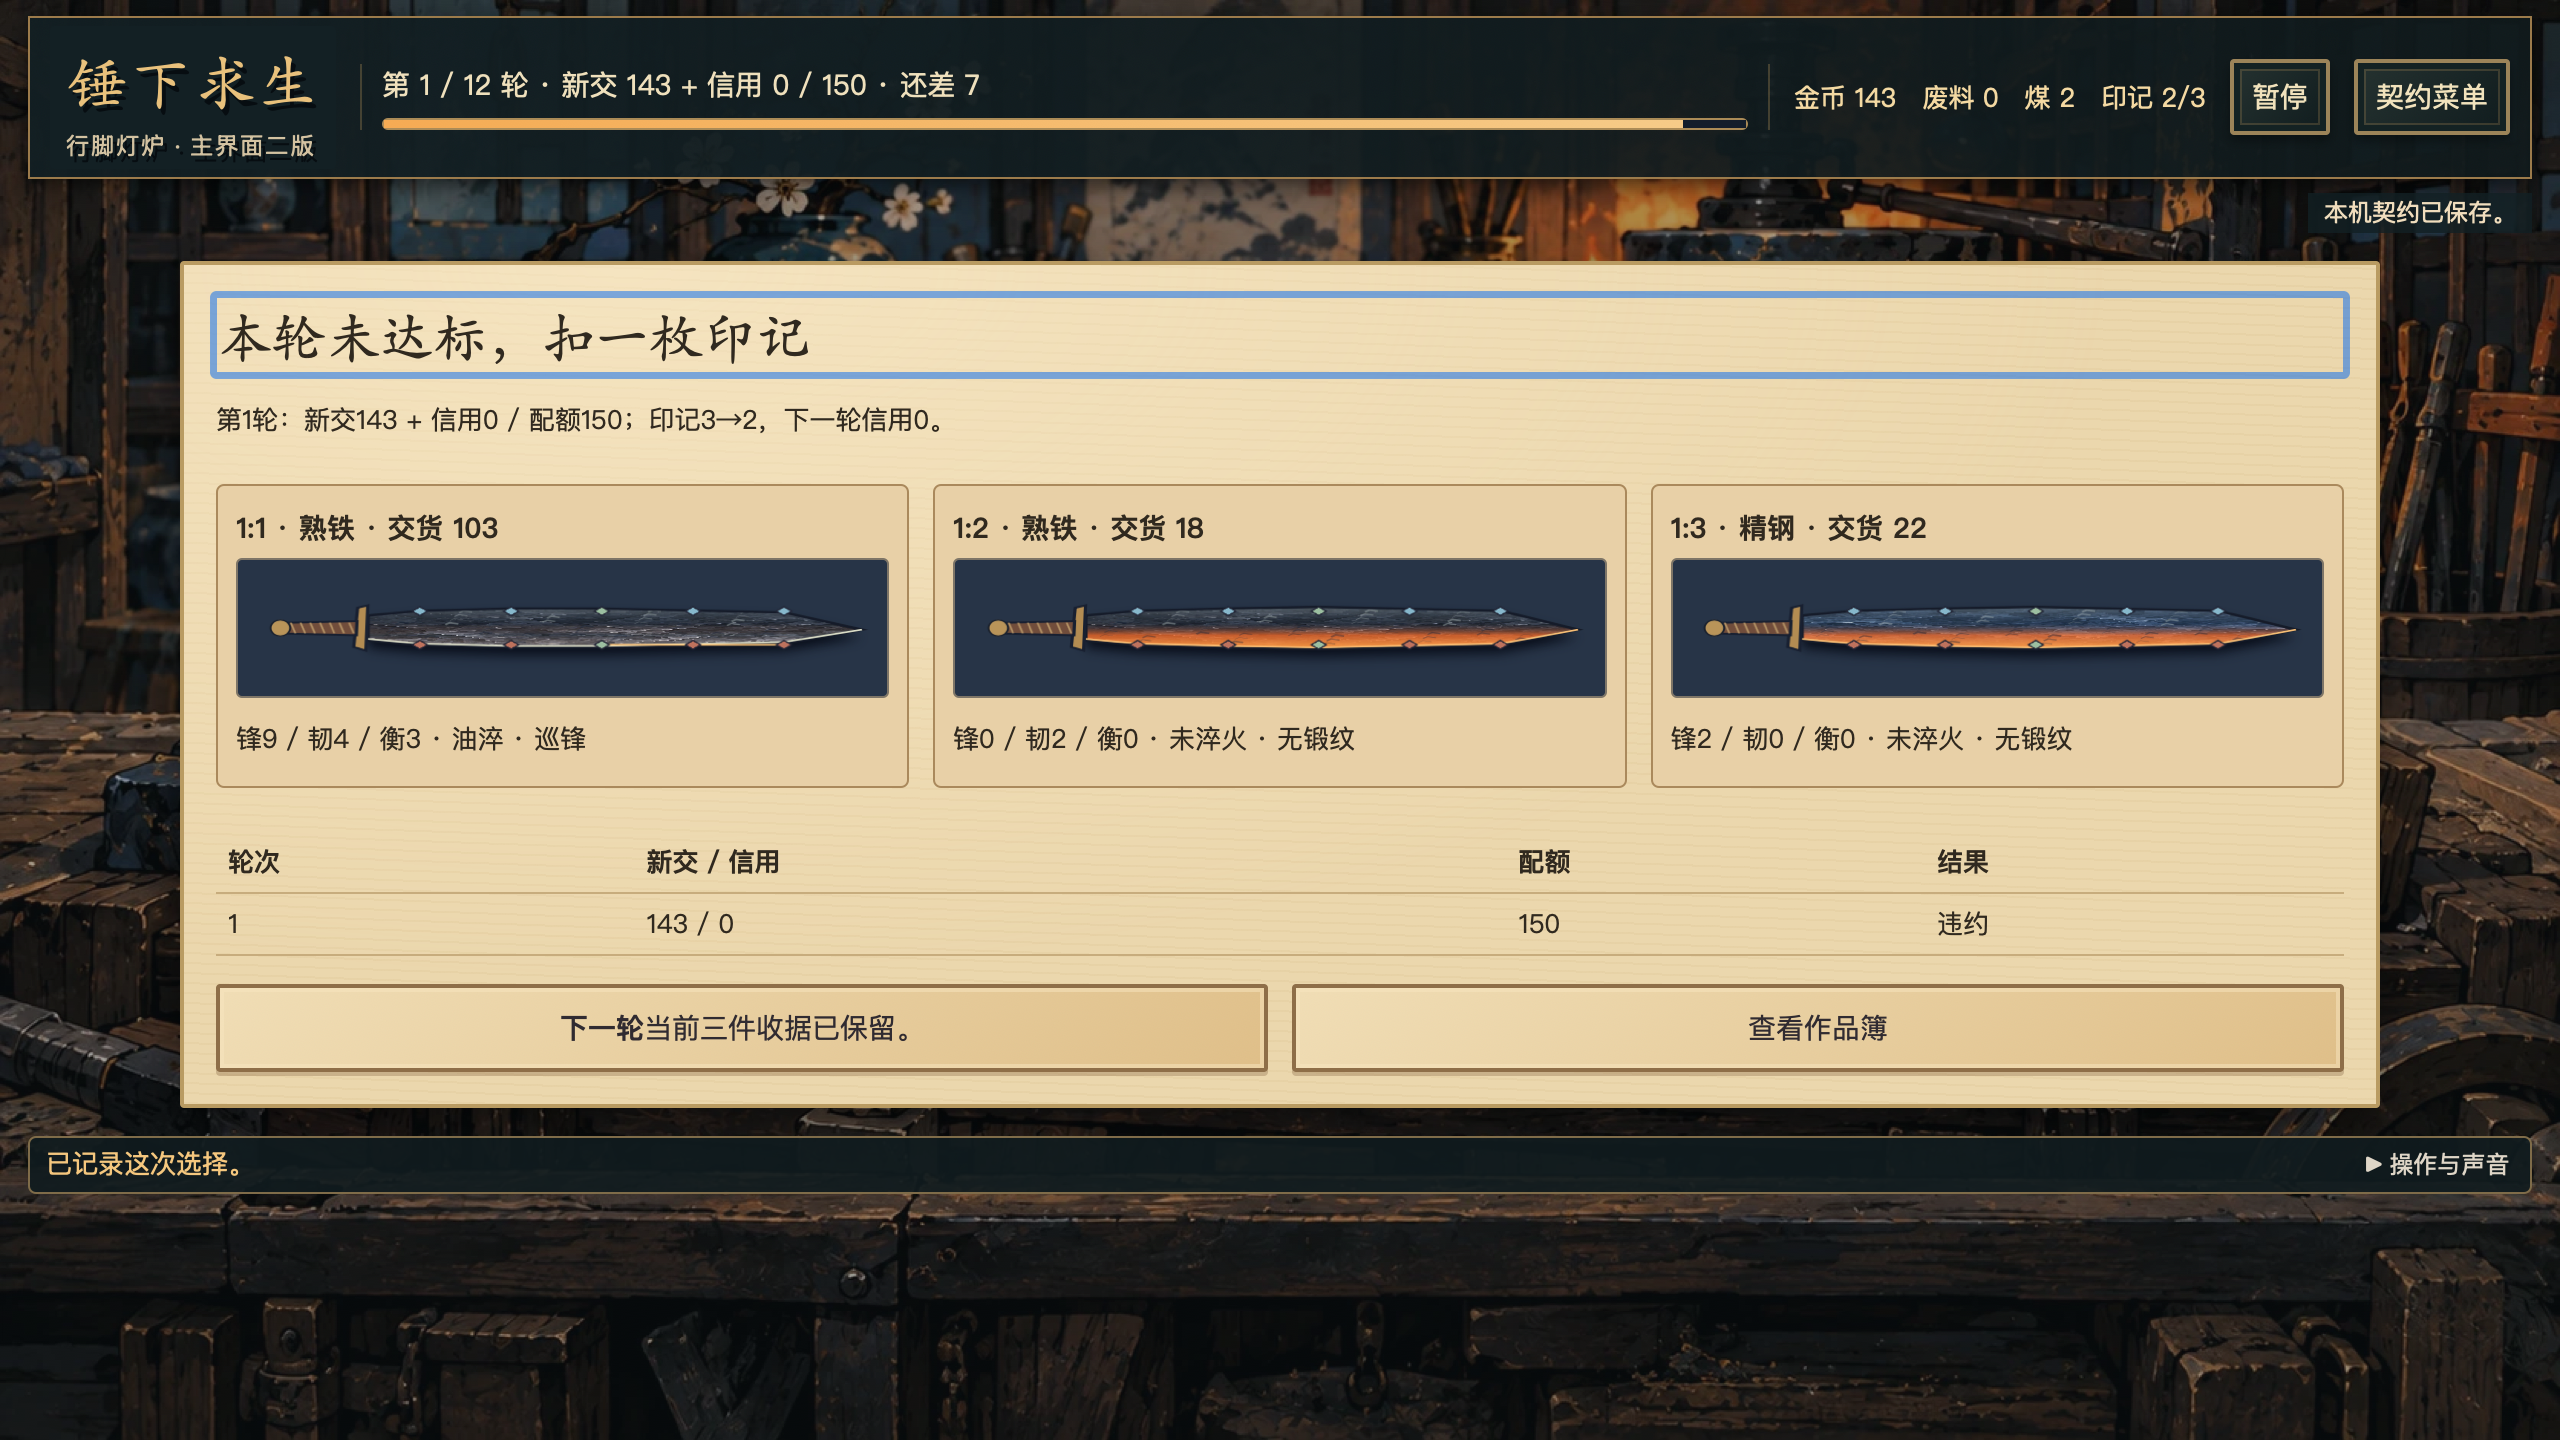 锤下求生
行脚灯炉 · 主界面二版
第 1 / 12 轮 · 新交 143 + 信用 0 / 150 · 还差 7
金币 143 废料 0 煤 2 印记 2/3
暂停
契约菜单
本机契约已保存。
本轮未达标，扣一枚印记
第1轮：新交143 + 信用0 / 配额150；印记3→2，下一轮信用0。
1:1 · 熟铁 · 交货 103
锋9 / 韧4 / 衡3 · 油淬 · 巡锋
1:2 · 熟铁 · 交货 18
锋0 / 韧2 / 衡0 · 未淬火 · 无锻纹
1:3 · 精钢 · 交货 22
锋2 / 韧0 / 衡0 · 未淬火 · 无锻纹
轮次 新交 / 信用 配额 结果
1 143 / 0 150 违约
下一轮当前三件收据已保留。
查看作品簿
已记录这次选择。
▶ 操作与声音